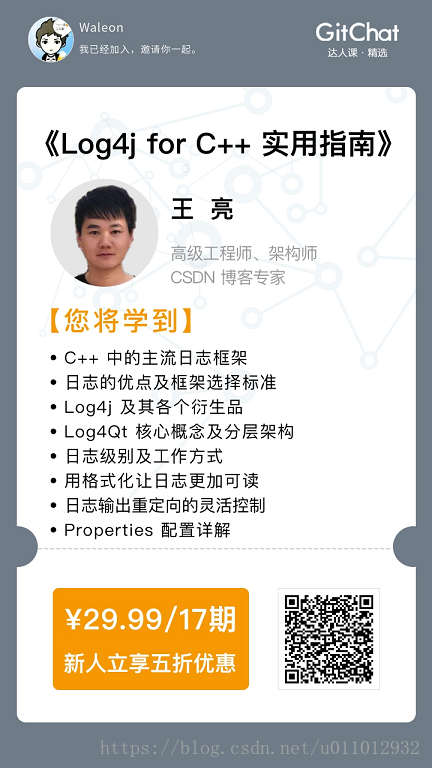 Waleon
我已经加入，邀请你一起。
GitChat
达人课 · 精选
《Log4j for C++ 实用指南》
王 亮
高级工程师、架构师
CSDN 博客专家
【您将学到】
• C++ 中的主流日志框架
• 日志的优点及框架选择标准
• Log4j 及其各个衍生品
• Log4Qt 核心概念及分层架构
• 日志级别及工作方式
• 用格式化让日志更加可读
• 日志输出重定向的灵活控制
• Properties 配置详解
¥29.99/17期
新人立享五折优惠
https://blog.csdn.net/u011012932